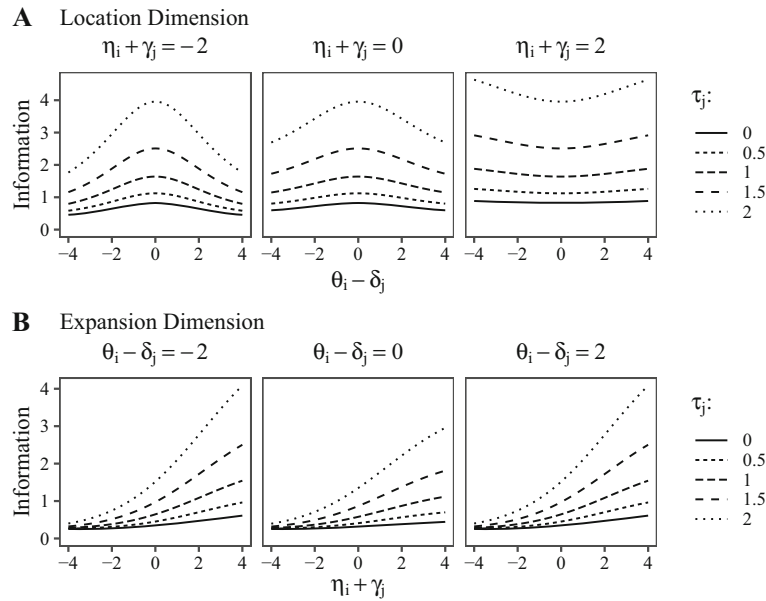 A Location Dimension
ηi + γj = −2 ηi + γj = 0 ηi + γj = 2
Information
4
3
2
1
0
−4 −2 0 2 4 −4 −2 0 2 4 −4 −2 0 2 4
θi − δj
τj:
0
0.5
1
1.5
2
B Expansion Dimension
θi − δj = −2 θi − δj = 0 θi − δj = 2
Information
4
3
2
1
0
−4 −2 0 2 4 −4 −2 0 2 4 −4 −2 0 2 4
ηi + γj
τj:
0
0.5
1
1.5
2